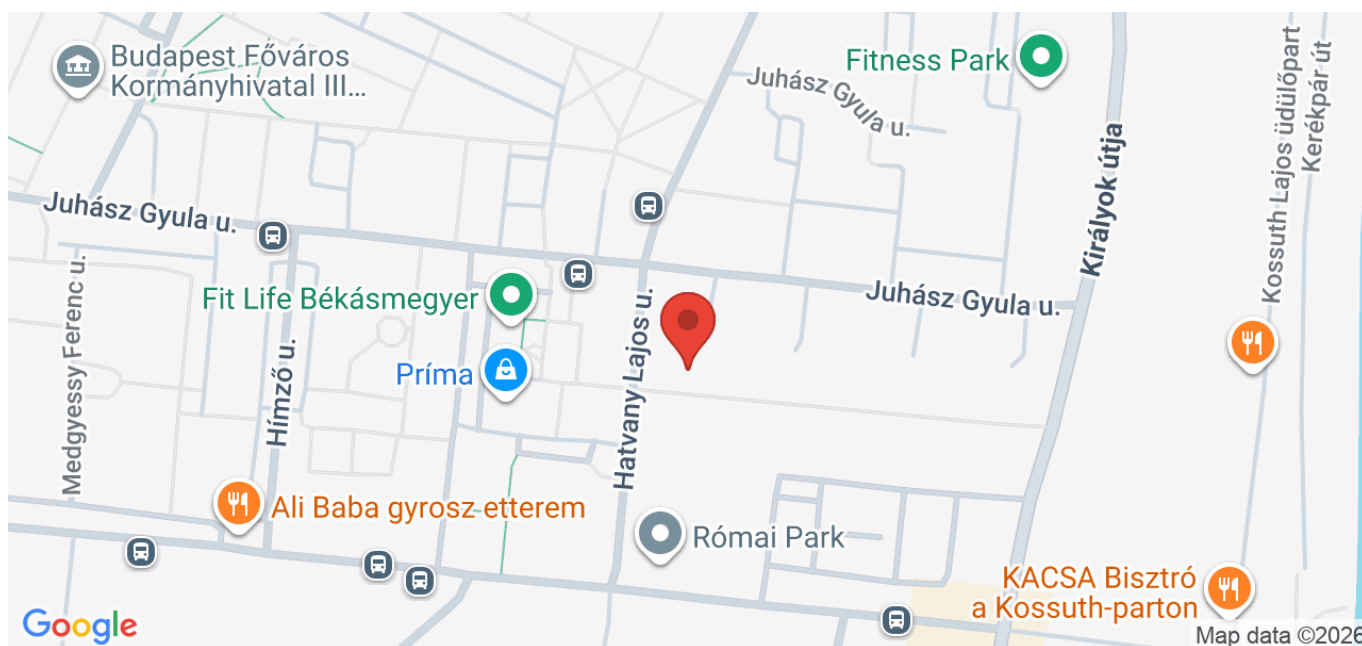 Budapest Főváros
Kormányhivatal III...
Fitness Park
Juhász Gyula u.
Királyok útja
Kossuth Lajos üdülőpart
Kerékpár út
Juhász Gyula u.
Medgyessy Ferenc u.
Fit Life Békásmegyer
Juhász Gyula u.
Príma
Hímző u.
Hatvany Lajos u.
Ali Baba gyrosz etterem
Római Park
KACSA Bisztró
a Kossuth-parton
Google
Map data ©2026